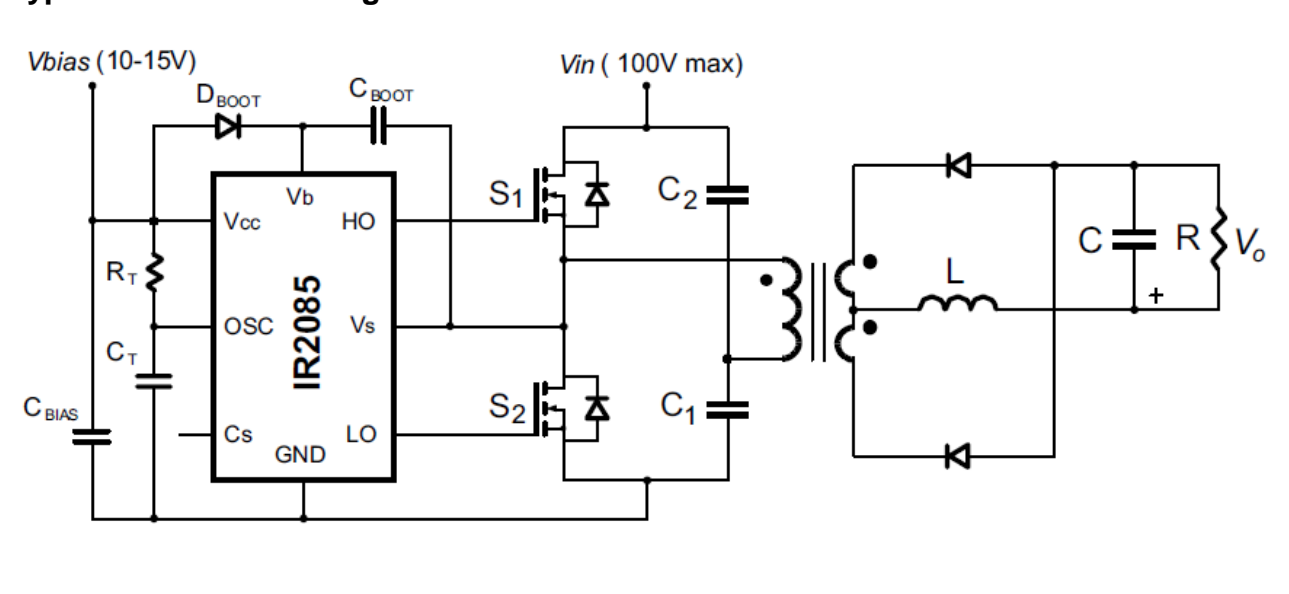 Vbias (10-15V)
Vin ( 100V max)
DBOOT
CBOOT
Vb
S1
C2
Vcc
HO
RT
IR2085
C
R
Vo
L
+
OSC
Vs
CT
S2
C1
CBIAS
Cs
LO
GND